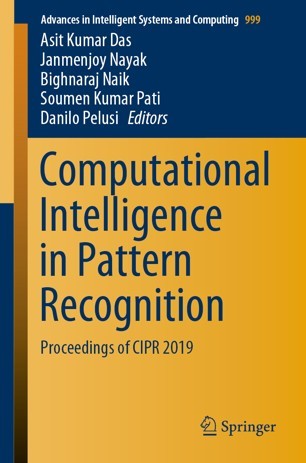 Advances in Intelligent Systems and Computing 999
Asit Kumar Das
Janmenjoy Nayak
Bighnaraj Naik
Soumen Kumar Pati
Danilo Pelusi Editors
Computational
Intelligence
in Pattern
Recognition
Proceedings of CIPR 2019
Springer